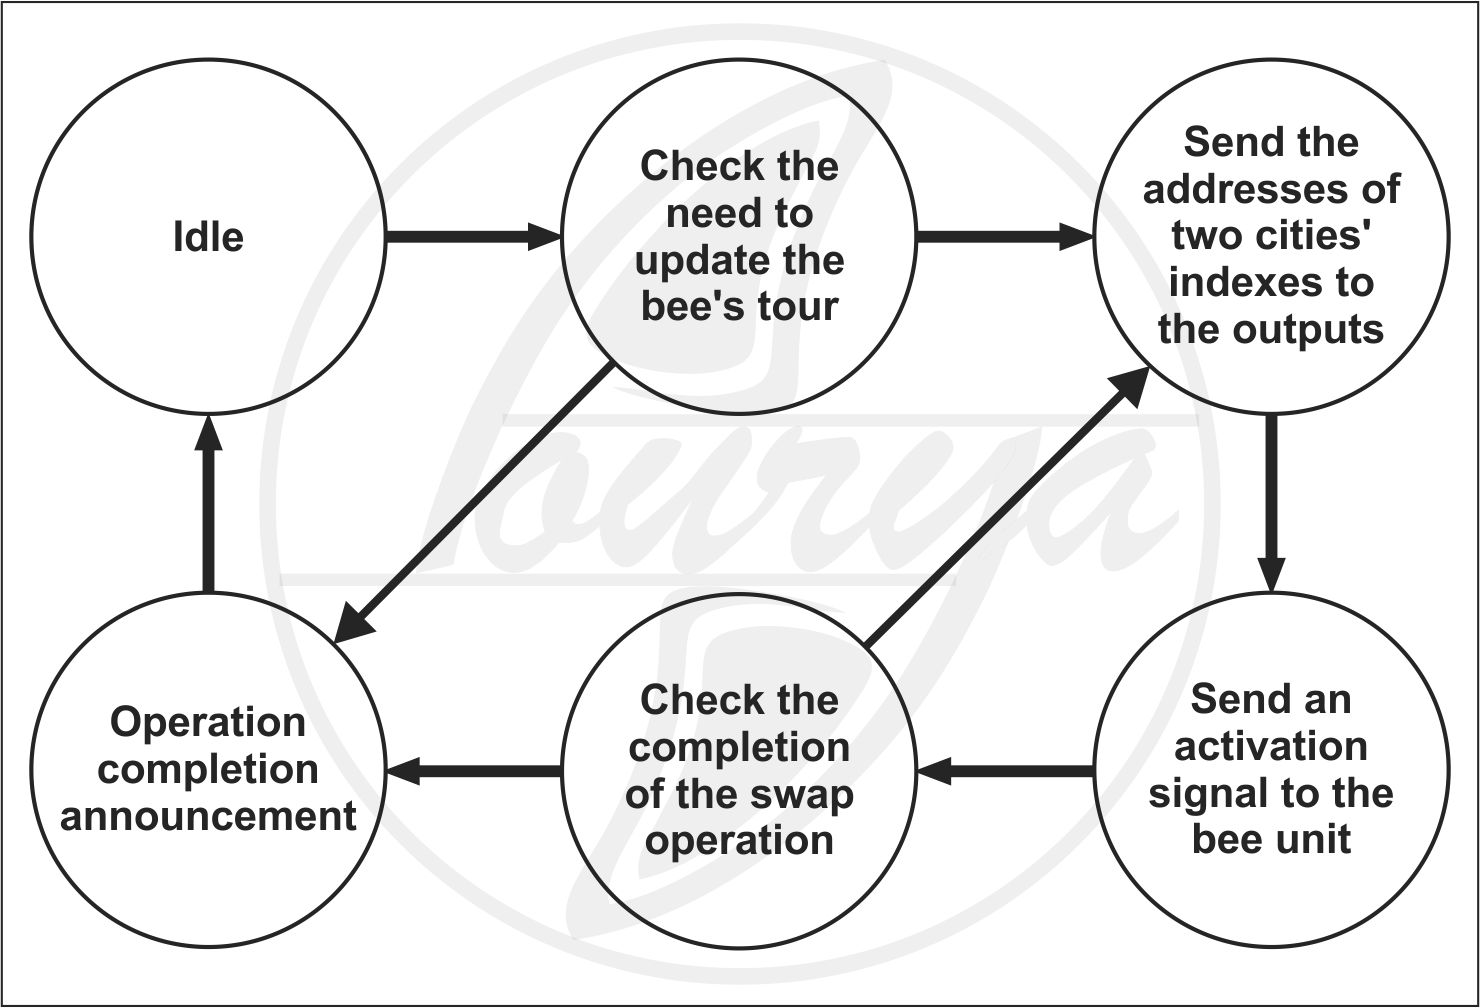 Idle
Check the
need to
update the
bee's tour
Send the
addresses of
two cities'
indexes to
the outputs
Operation
completion
announcement
Check the
completion
of the swap
operation
Send an
activation
signal to the
bee unit
Pourya